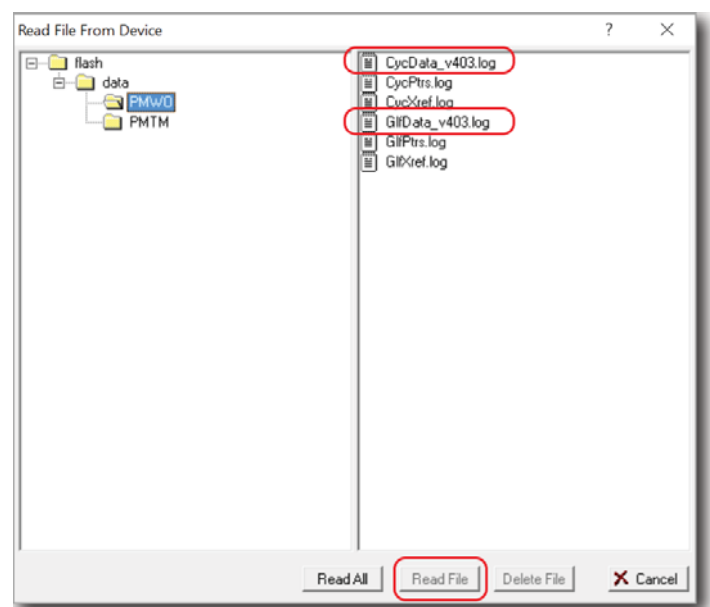 Read File From Device
flash
data
PMWO
PMTM
CycData_v403.log
CycPtrs.log
CycXref.log
GlfData_v403.log
GlfPtrs.log
GlfXref.log
Read All
Read File
Delete File
Cancel